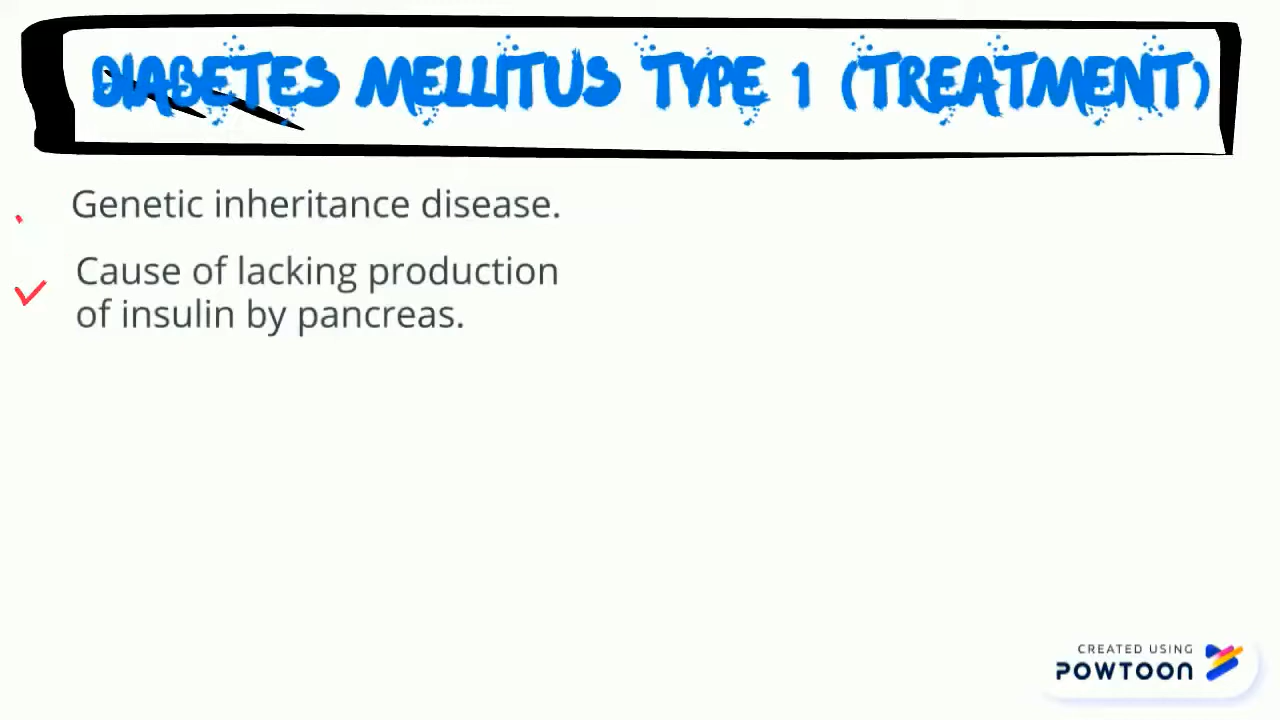 DIABETES MELLITUS TYPE 1 (TREATMENT)
Genetic inheritance disease.
Cause of lacking production
of insulin by pancreas.
CREATED USING
POWTOON